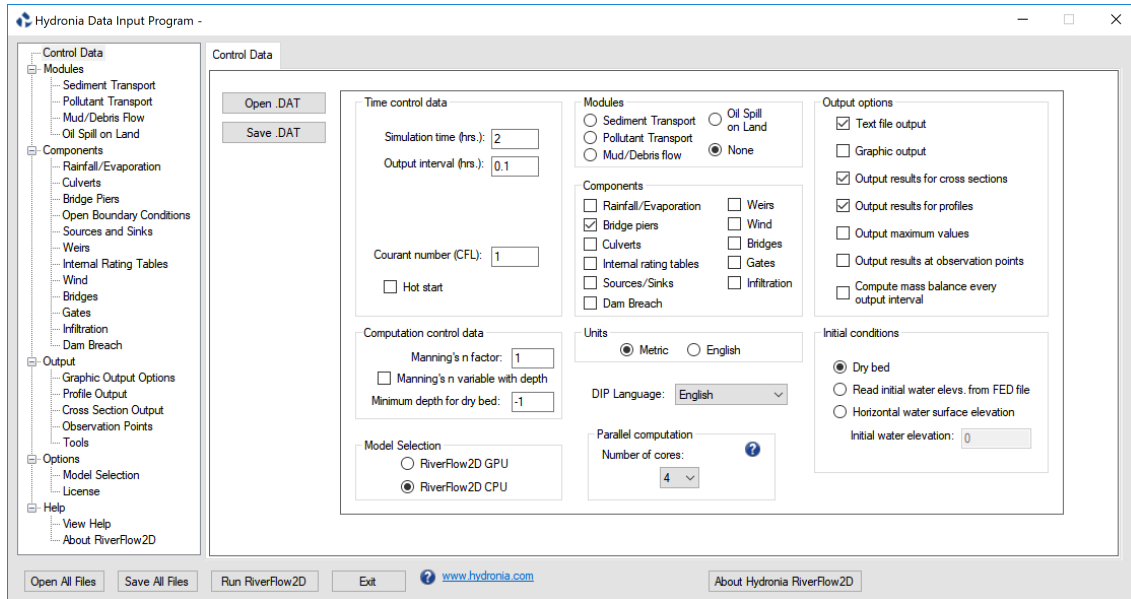 Hydronia Data Input Program -
Control Data
Modules
Sediment Transport
Pollutant Transport
Mud/Debris Flow
Oil Spill on Land
Components
Rainfall/Evaporation
Culverts
Bridge Piers
Open Boundary Conditions
Sources and Sinks
Weirs
Internal Rating Tables
Wind
Bridges
Gates
Infiltration
Dam Breach
Output
Graphic Output Options
Profile Output
Cross Section Output
Observation Points
Tools
Options
Model Selection
License
Help
View Help
About RiverFlow2D
Control Data
Open .DAT
Save .DAT
Time control data
Simulation time (hrs.): 2
Output interval (hrs.): 0.1
Courant number (CFL): 1
Hot start
Computation control data
Manning's n factor: 1
Manning's n variable with depth
Minimum depth for dry bed: -1
Model Selection
RiverFlow2D GPU
RiverFlow2D CPU
Modules
Sediment Transport
Pollutant Transport
Mud/Debris flow
Oil Spill
on Land
None
Components
Rainfall/Evaporation
Bridge piers
Culverts
Internal rating tables
Sources/Sinks
Dam Breach
Weirs
Wind
Bridges
Gates
Infiltration
Units
Metric
English
DIP Language: English
Parallel computation
Number of cores:
4
Output options
Text file output
Graphic output
Output results for cross sections
Output results for profiles
Output maximum values
Output results at observation points
Compute mass balance every
output interval
Initial conditions
Dry bed
Read initial water elevs. from FED file
Horizontal water surface elevation
Initial water elevation: 0
Open All Files
Save All Files
Run RiverFlow2D
Exit
www.hydronia.com
About Hydronia RiverFlow2D